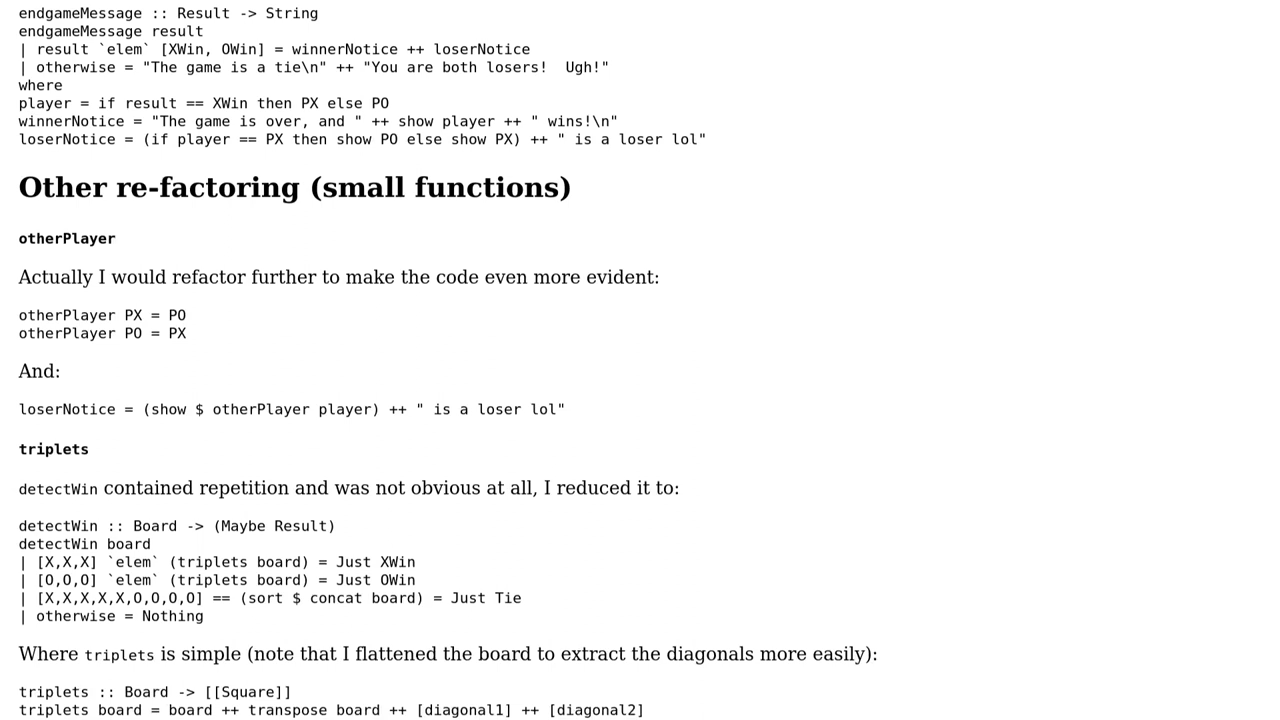 endgameMessage :: Result -> String
endgameMessage result
| result `elem` [XWin, OWin] = winnerNotice ++ loserNotice
| otherwise = "The game is a tie\n" ++ "You are both losers!  Ugh!"
where
player = if result == XWin then PX else PO
winnerNotice = "The game is over, and " ++ show player ++ " wins!\n"
loserNotice = (if player == PX then show PO else show PX) ++ " is a loser lol"
Other re-factoring (small functions)
otherPlayer
Actually I would refactor further to make the code even more evident:
otherPlayer PX = PO
otherPlayer PO = PX
And:
loserNotice = (show $ otherPlayer player) ++ " is a loser lol"
triplets
detectWin contained repetition and was not obvious at all, I reduced it to:
detectWin :: Board -> (Maybe Result)
detectWin board
| [X,X,X] `elem` (triplets board) = Just XWin
| [O,O,O] `elem` (triplets board) = Just OWin
| [X,X,X,X,X,O,O,O,O] == (sort $ concat board) = Just Tie
| otherwise = Nothing
Where triplets is simple (note that I flattened the board to extract the diagonals more easily):
triplets :: Board -> [[Square]]
triplets board = board ++ transpose board ++ [diagonal1] ++ [diagonal2]